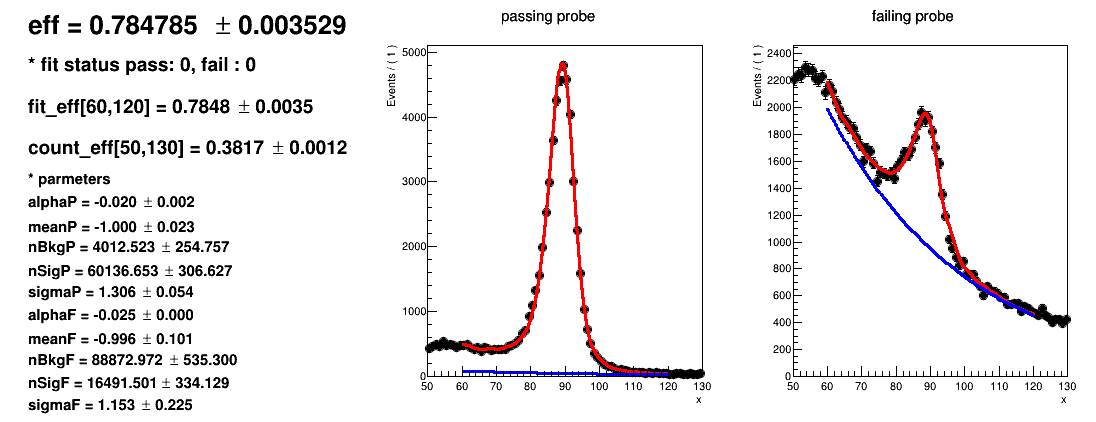 eff = 0.784785 ± 0.003529
* fit status pass: 0, fail : 0
fit_eff[60,120] = 0.7848 ± 0.0035
count_eff[50,130] = 0.3817 ± 0.0012
* parmeters
alphaP = -0.020 ± 0.002
meanP = -1.000 ± 0.023
nBkgP = 4012.523 ± 254.757
nSigP = 60136.653 ± 306.627
sigmaP = 1.306 ± 0.054
alphaF = -0.025 ± 0.000
meanF = -0.996 ± 0.101
nBkgF = 88872.972 ± 535.300
nSigF = 16491.501 ± 334.129
sigmaF = 1.153 ± 0.225
passing probe
Events / ( 1 )
5000
4000
3000
2000
1000
0
50 60 70 80 90 100 110 120 130
x
failing probe
Events / ( 1 )
2400
2200
2000
1800
1600
1400
1200
1000
800
600
400
200
0
50 60 70 80 90 100 110 120 130
x